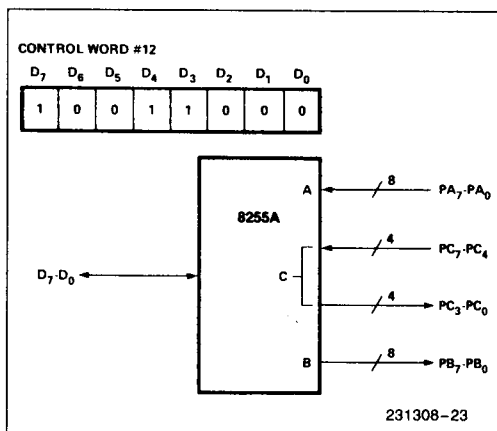 CONTROL WORD #12
D7 D6 D5 D4 D3 D2 D1 D0
1 0 0 1 1 0 0 0
8255A
A
8
PA7-PA0
4
PC7-PC4
C
D7-D0
4
PC3-PC0
B
8
PB7-PB0
231308-23